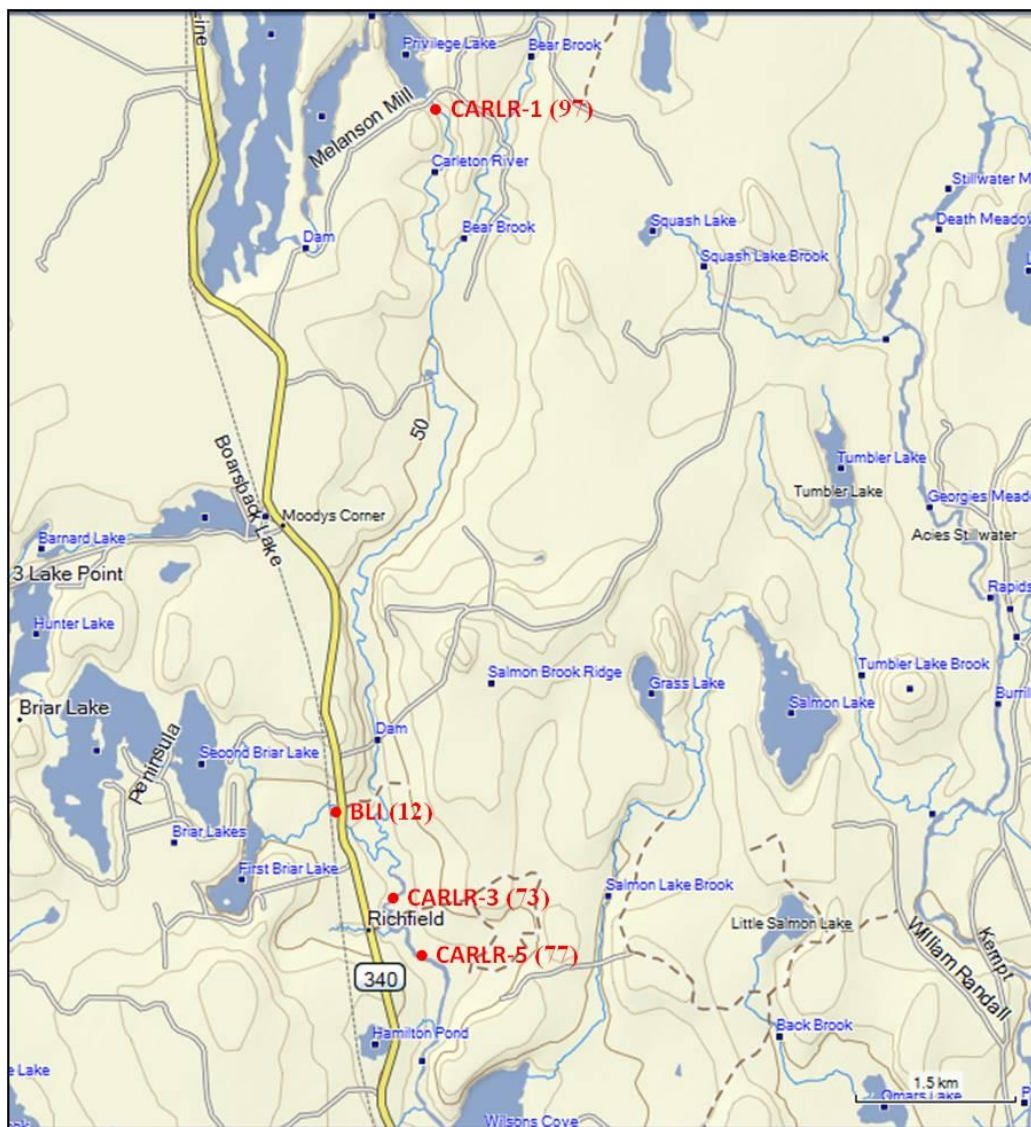 ine
Privilege Lake
Bear Brook
CARLR-1 (97)
Melanson Mill
Carleton River
Stillwater M
Squash Lake
Death Meadow
Bear Brook
Dam
Squash Lake Brook
L
50
Tumbler Lake
Tumbler Lake
Boarsback Lake
Georgies Mead
Moodys Corner
Acies Stillwater
Barnard Lake
3 Lake Point
Rapids
Hunter Lake
Salmon Brook Ridge
Grass Lake
Tumbler Lake Brook
Briar Lake
Salmon Lake
Burril
Dam
Peninsula
Second Briar Lake
BLI (12)
Briar Lakes
First Briar Lake
Salmon Lake Brook
CARLR-3 (73)
Richfield
Little Salmon Lake
William Randall
Kempt
CARLR-5 (77)
340
Hamilton Pond
Back Brook
e Lake
1.5 km
Omars Lake
P
Wilsons Cove